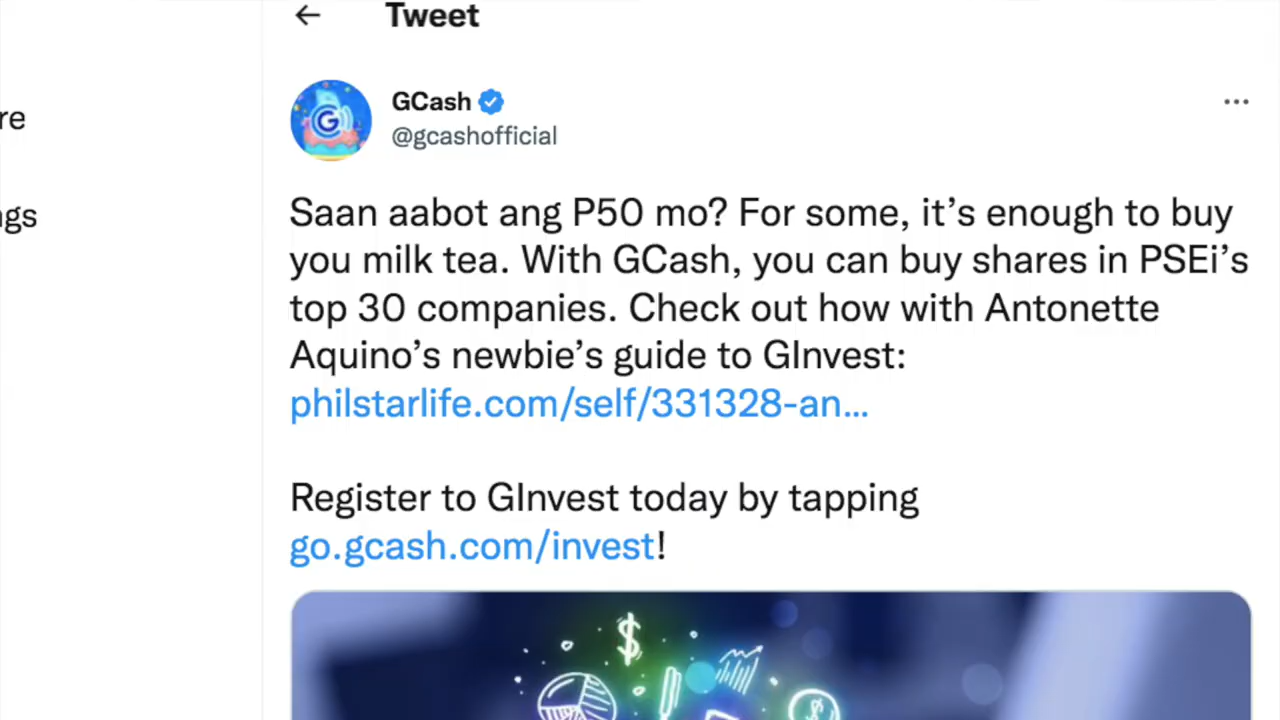 Tweet
GCash
@gcashofficial
re
ngs
Saan aabot ang P50 mo? For some, it’s enough to buy
you milk tea. With GCash, you can buy shares in PSEi’s
top 30 companies. Check out how with Antonette
Aquino’s newbie’s guide to GInvest:
philstarlife.com/self/331328-an...
Register to GInvest today by tapping
go.gcash.com/invest!